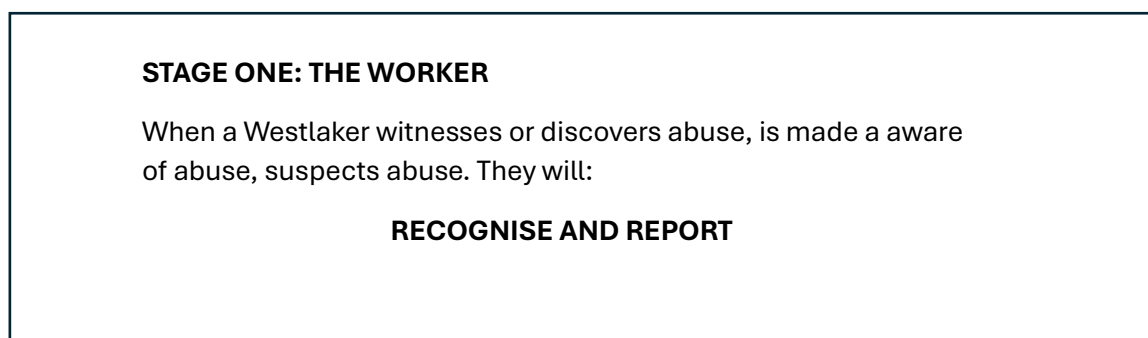 STAGE ONE: THE WORKER
When a Westlaker witnesses or discovers abuse, is made a aware
of abuse, suspects abuse. They will:
RECOGNISE AND REPORT